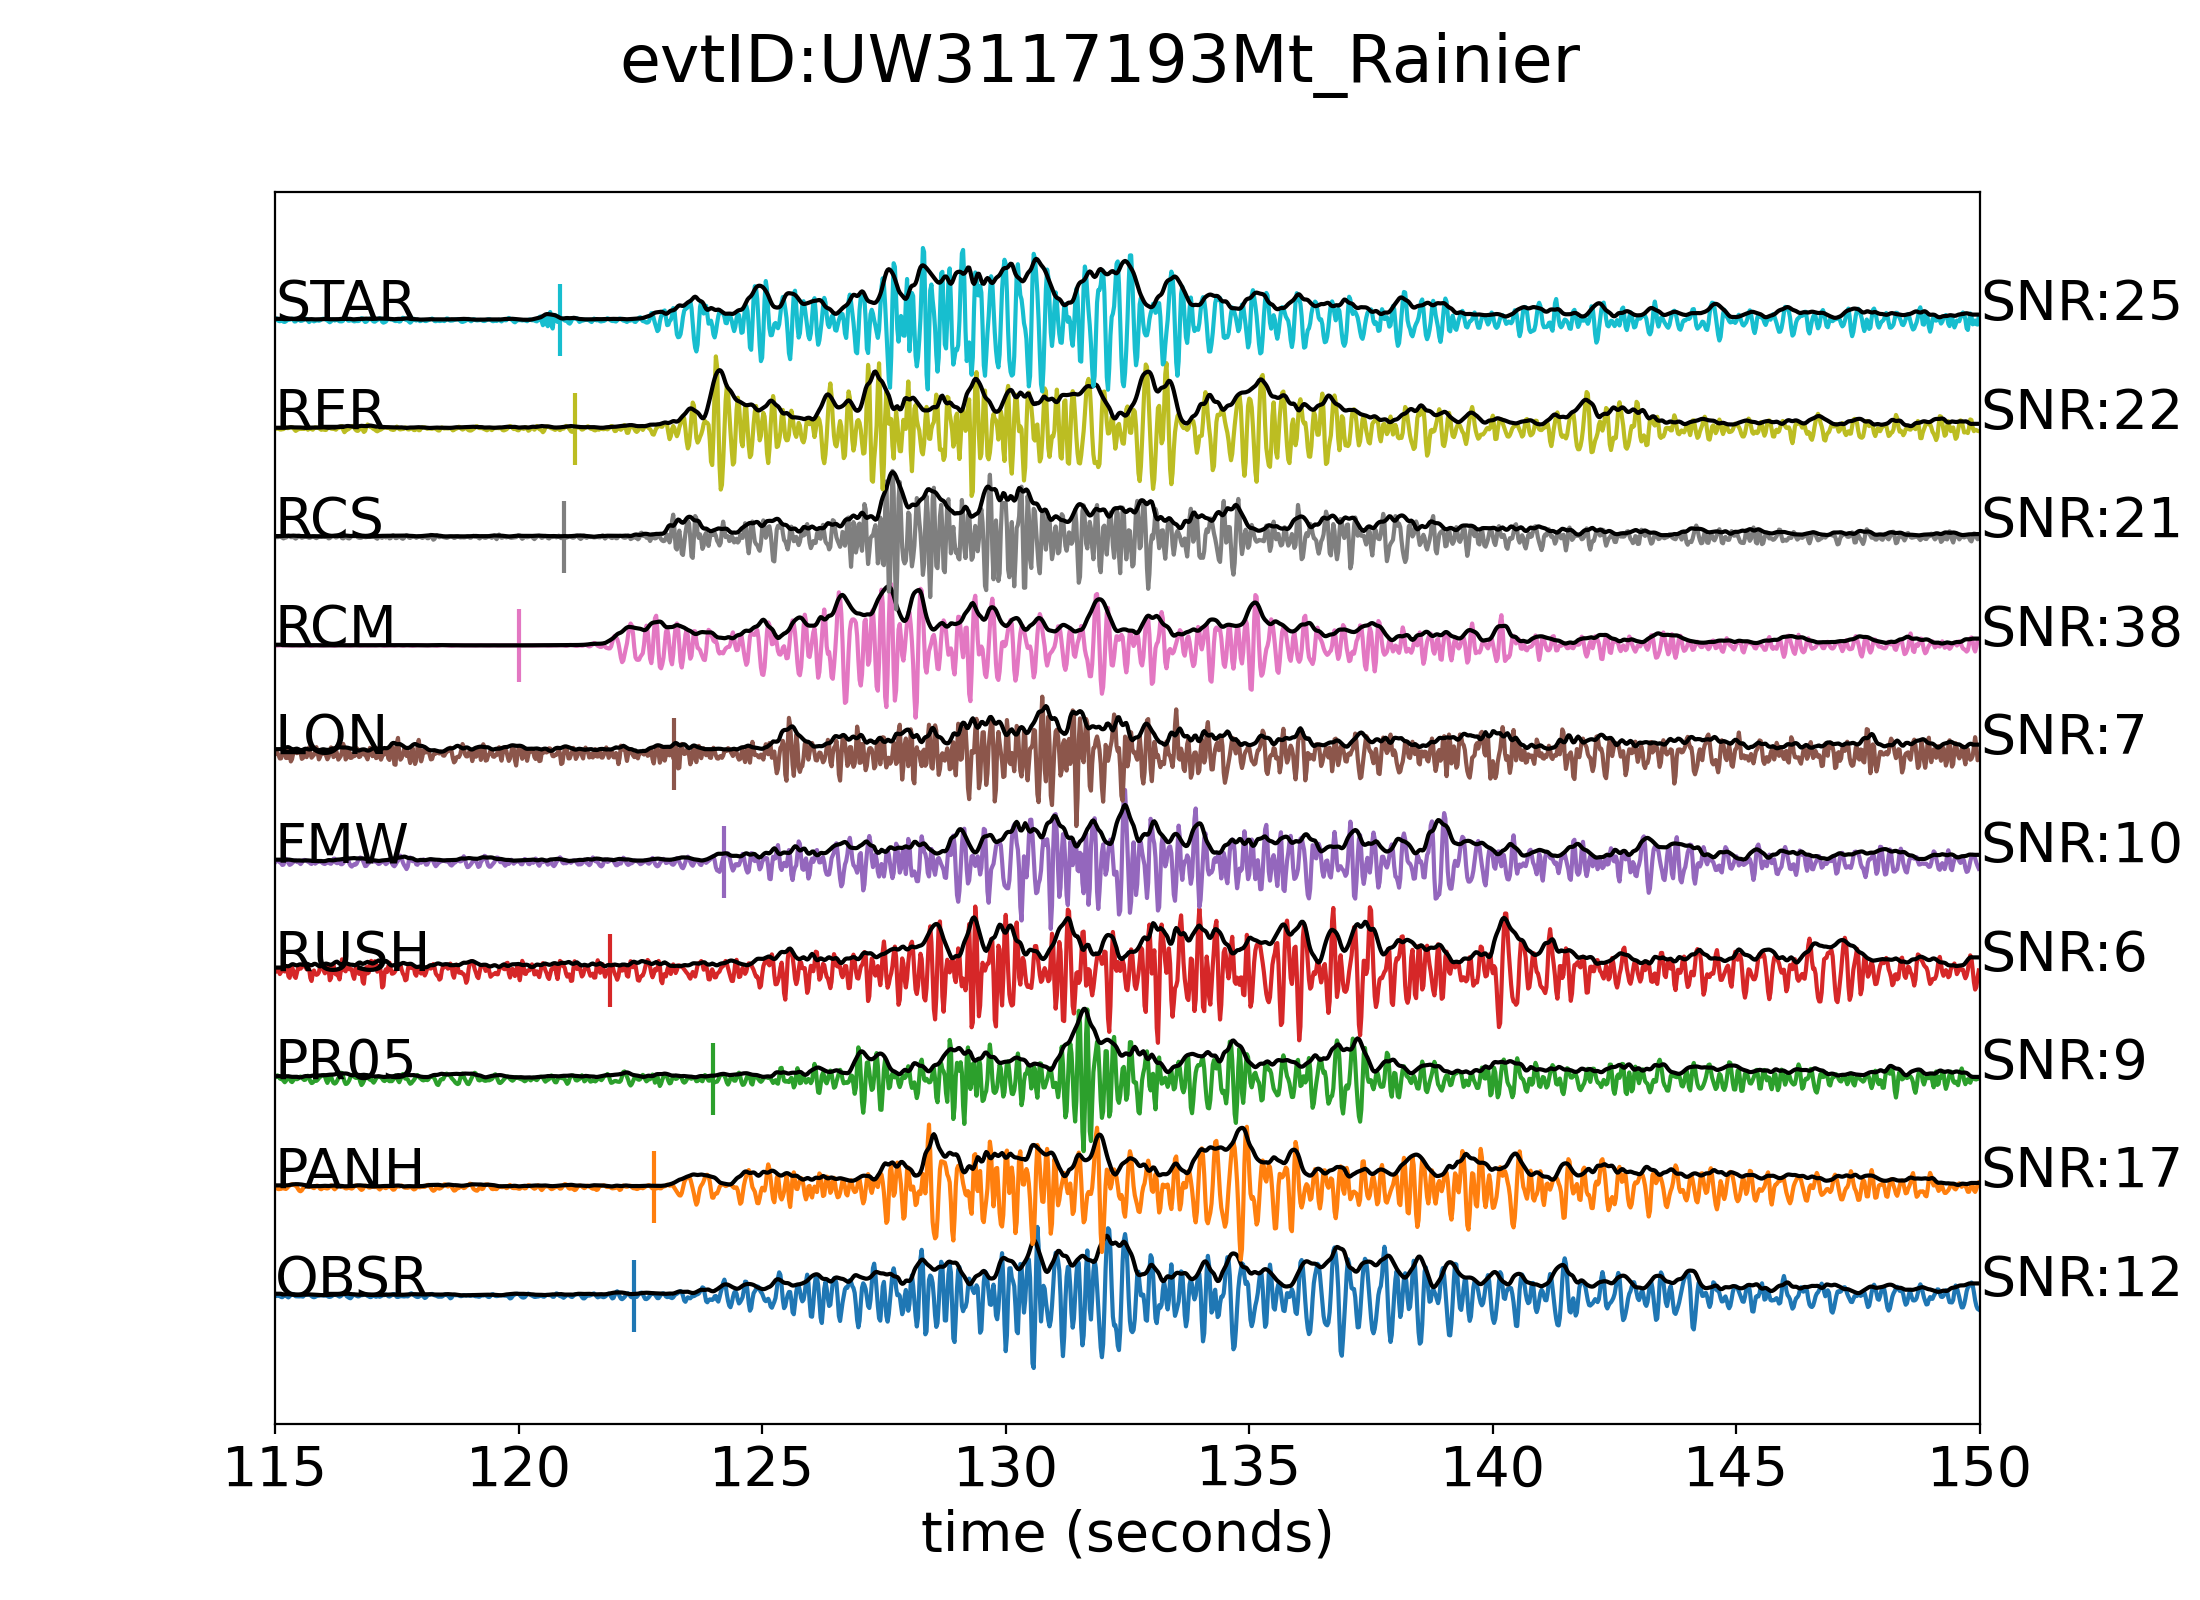 evtID:UW3117193Mt_Rainier
STAR SNR:25
RER SNR:22
RCS SNR:21
RCM SNR:38
LON SNR:7
FMW SNR:10
RUSH SNR:6
PR05 SNR:9
PANH SNR:17
OBSR SNR:12
115 120 125 130 135 140 145 150
time (seconds)